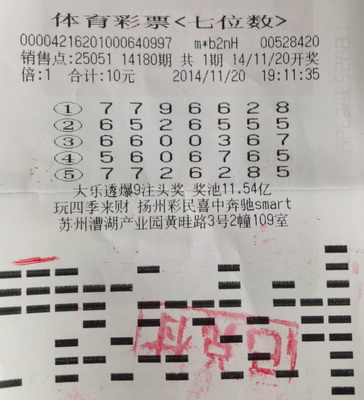 体育彩票<七位数>
00004216201000640997 m*b2nH 00528420
销售点:25051 14180期 共 1期 14/11/20开奖
倍:1 合计:10元 2014/11/20 19:11:35
① 7 7 9 6 6 2 8
② 6 5 2 6 5 5 5
③ 6 6 0 0 3 6 7
④ 5 6 0 6 7 6 5
⑤ 7 7 2 6 2 8 5
大乐透爆9注头奖 奖池11.54亿
玩四季来财 扬州彩民喜中奔驰smart
苏州漕湖产业园黄畦路3号2幢109室
已兑付